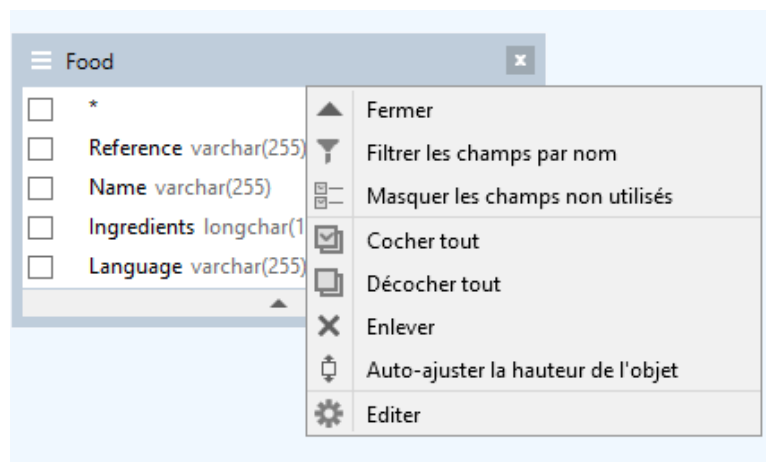 Food
*
Reference varchar(255)
Name varchar(255)
Ingredients longchar(1
Language varchar(255)
Fermer
Filtrer les champs par nom
Masquer les champs non utilisés
Cocher tout
Décocher tout
Enlever
Auto-ajuster la hauteur de l'objet
Editer